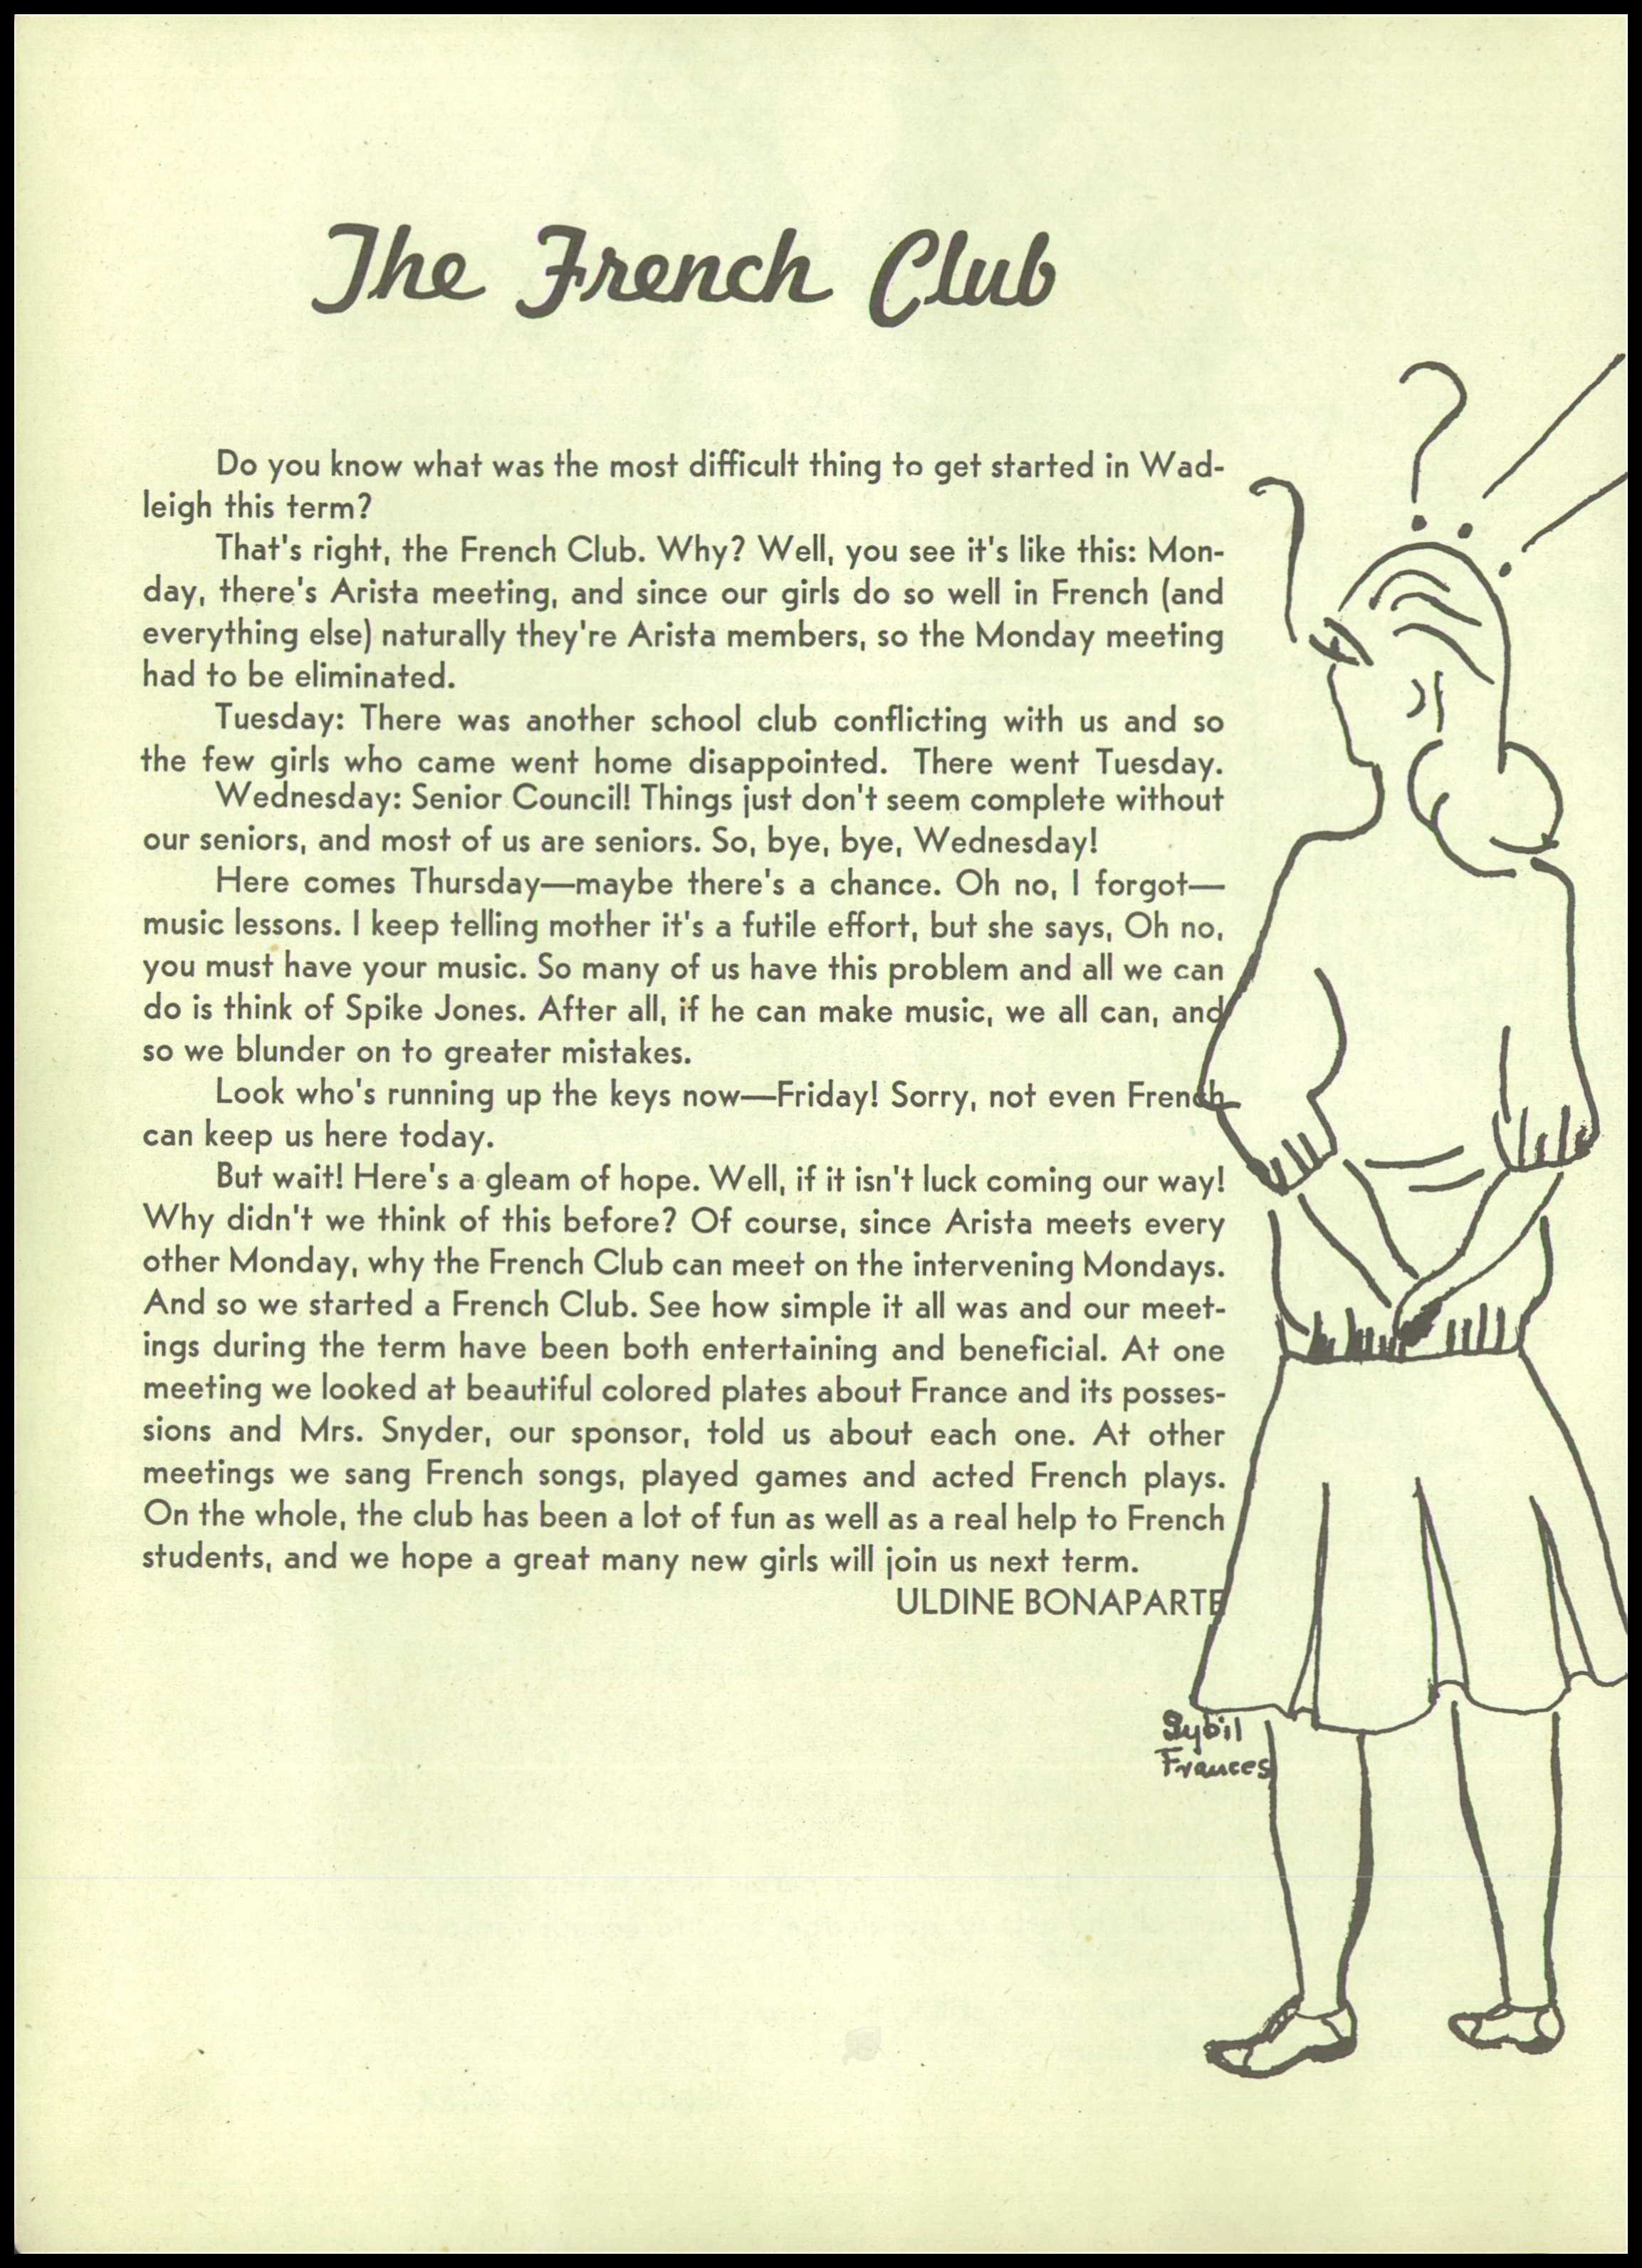 The French Club
Do you know what was the most difficult thing to get started in Wad-
leigh this term?
That's right, the French Club. Why? Well, you see it's like this: Mon-
day, there's Arista meeting, and since our girls do so well in French (and
everything else) naturally they're Arista members, so the Monday meeting
had to be eliminated.
Tuesday: There was another school club conflicting with us and so
the few girls who came went home disappointed. There went Tuesday.
Wednesday: Senior Council! Things just don't seem complete without
our seniors, and most of us are seniors. So, bye, bye, Wednesday!
Here comes Thursday—maybe there's a chance. Oh no, I forgot—
music lessons. I keep telling mother it's a futile effort, but she says, Oh no,
you must have your music. So many of us have this problem and all we can
do is think of Spike Jones. After all, if he can make music, we all can, and
so we blunder on to greater mistakes.
Look who's running up the keys now—Friday! Sorry, not even French
can keep us here today.
But wait! Here's a gleam of hope. Well, if it isn't luck coming our way!
Why didn't we think of this before? Of course, since Arista meets every
other Monday, why the French Club can meet on the intervening Mondays.
And so we started a French Club. See how simple it all was and our meet-
ings during the term have been both entertaining and beneficial. At one
meeting we looked at beautiful colored plates about France and its posses-
sions and Mrs. Snyder, our sponsor, told us about each one. At other
meetings we sang French songs, played games and acted French plays.
On the whole, the club has been a lot of fun as well as a real help to French
students, and we hope a great many new girls will join us next term.
ULDINE BONAPARTE
Sybil
Frances